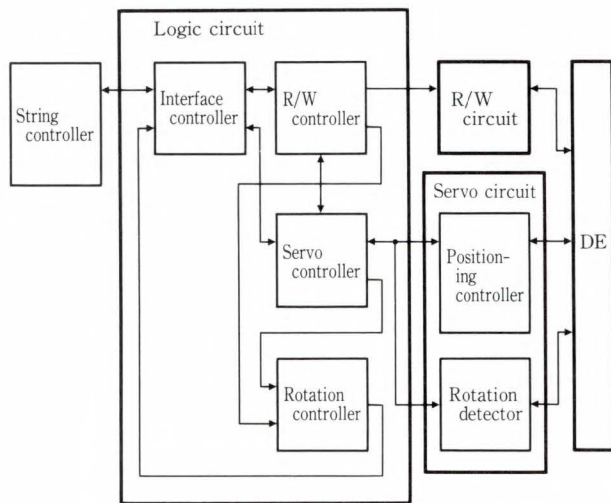 Logic circuit
String
controller
Interface
controller
R/W
controller
R/W
circuit
Servo circuit
Servo
controller
Position-
ing
controller
DE
Rotation
controller
Rotation
detector